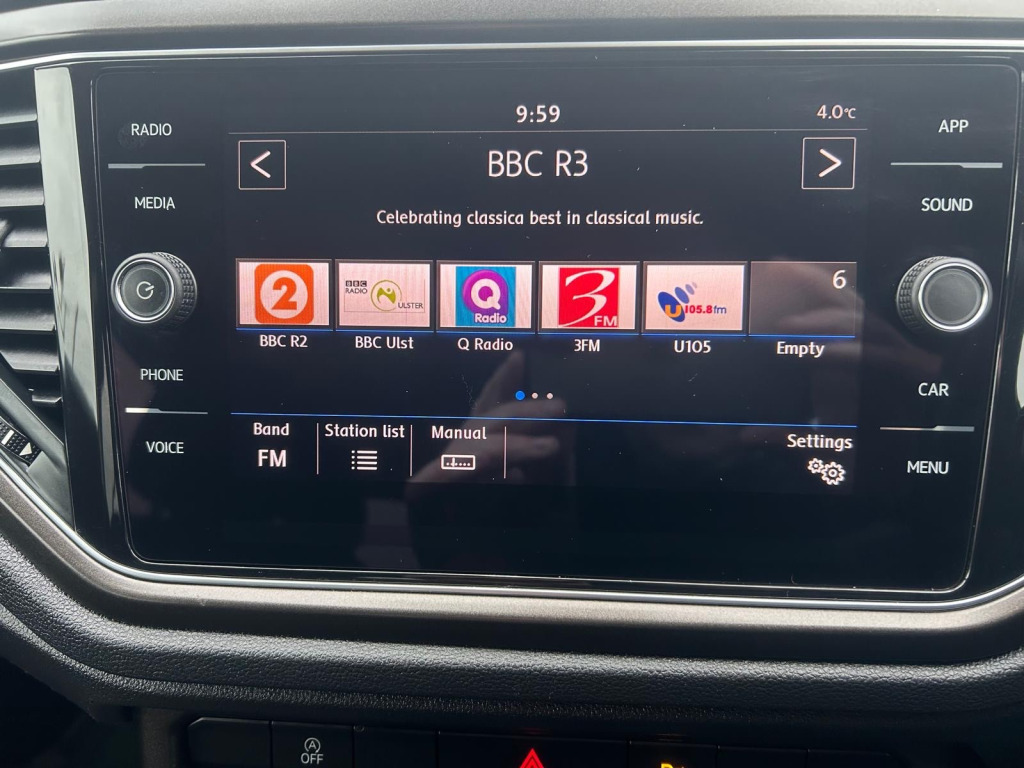 9:59 4.0°C
RADIO
APP
BBC R3
MEDIA
SOUND
Celebrating classica best in classical music.
2
BBC RADIO ULSTER
Q Radio
3 FM
U105.8fm
6
BBC R2
BBC Ulst
Q Radio
3FM
U105
Empty
PHONE
CAR
Band
Station list
Manual
Settings
FM
VOICE
MENU
A
OFF